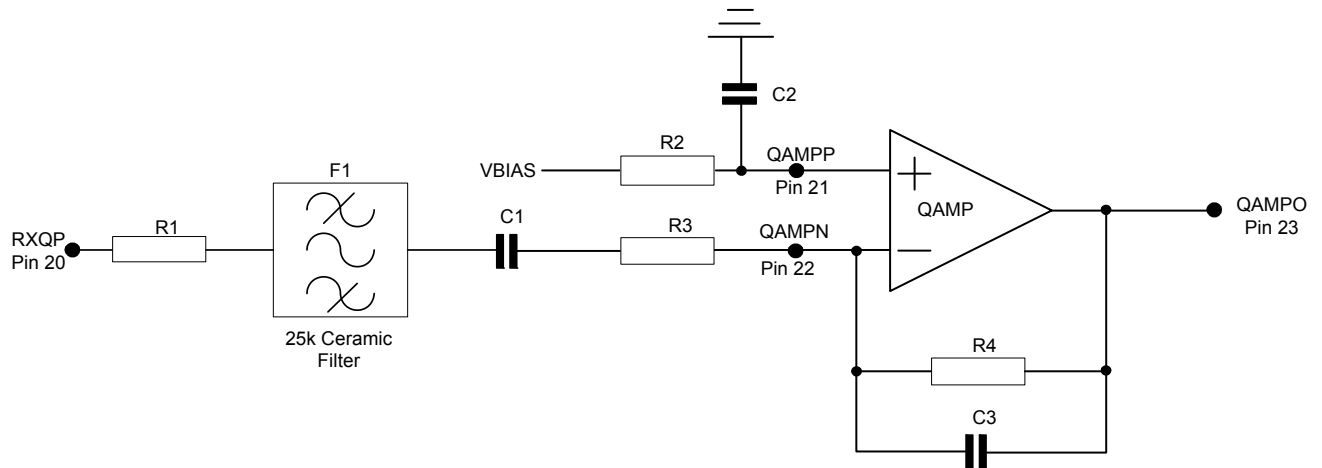 C2
R2
VBIAS
QAMPP
Pin 21
F1
QAMP
QAMPO
Pin 23
RXQP
Pin 20
R1
C1
R3
QAMPN
Pin 22
25k Ceramic
Filter
R4
C3